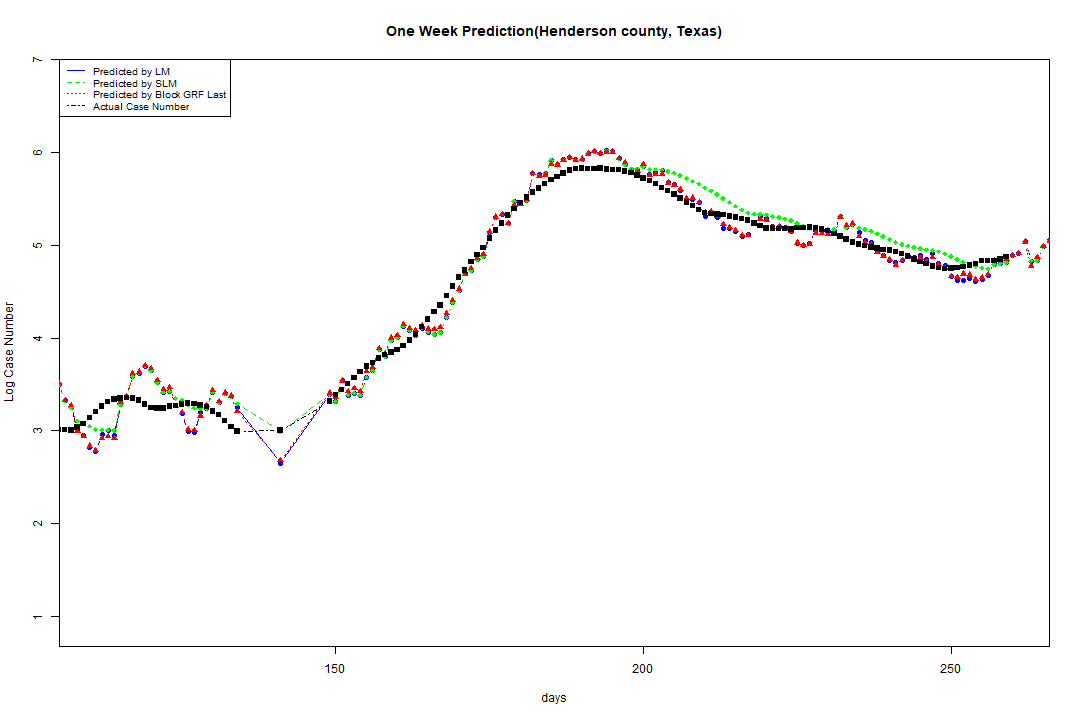 One Week Prediction(Henderson county, Texas)
Predicted by LM
Predicted by SLM
Predicted by Block GRF Last
Actual Case Number
7
6
5
4
3
2
1
Log Case Number
150
200
250
days